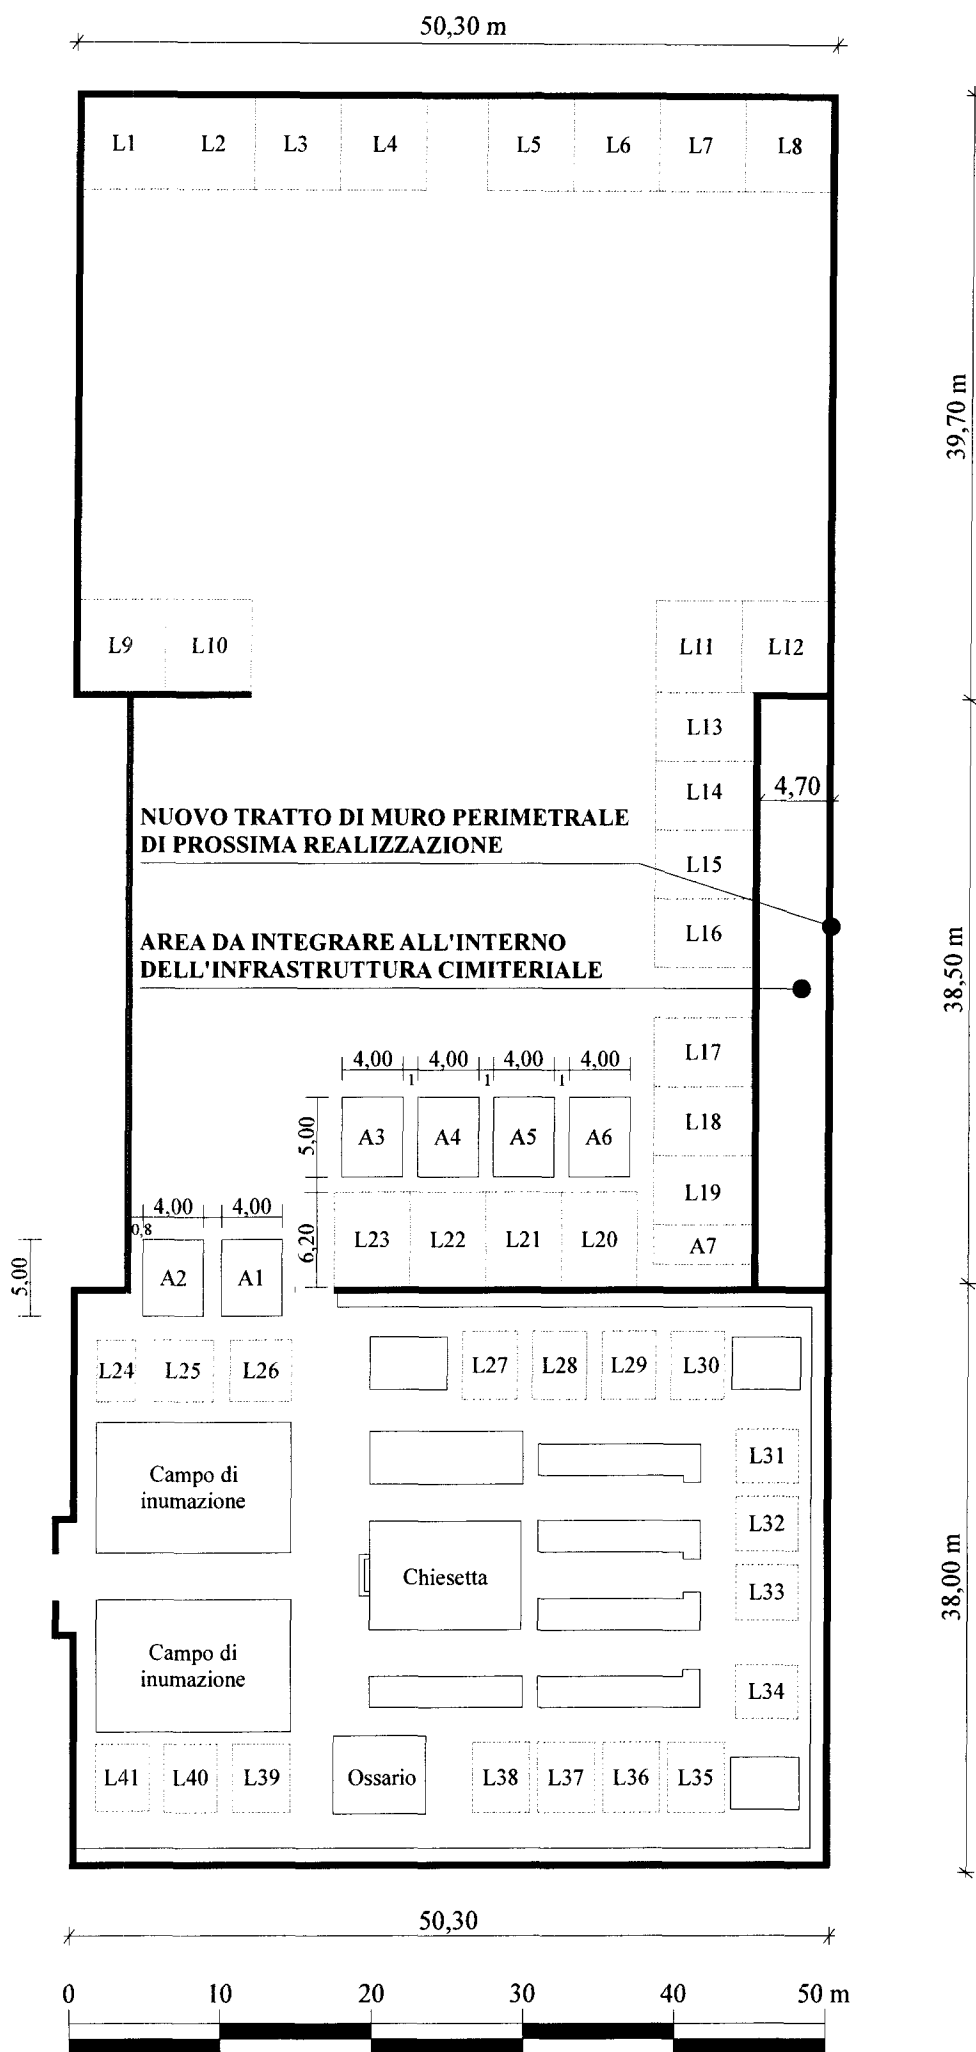 50,30 m
L1 L2 L3 L4 L5 L6 L7 L8
39,70 m
L9 L10 L11 L12
L13
L14 4,70
NUOVO TRATTO DI MURO PERIMETRALE
DI PROSSIMA REALIZZAZIONE
L15
L16
AREA DA INTEGRARE ALL'INTERNO
DELL'INFRASTRUTTURA CIMITERIALE
38,50 m
L17
4,00 4,00 4,00 4,00
1 1 1
5,00
A3 A4 A5 A6
L18
L19
4,00 4,00
0,8
6,20
L23 L22 L21 L20
A7
5,00
A2 A1
L24 L25 L26 L27 L28 L29 L30
L31
Campo di
inumazione
L32
Chiesetta
L33
38,00 m
Campo di
inumazione
L34
L41 L40 L39 Ossario L38 L37 L36 L35
50,30
0 10 20 30 40 50 m